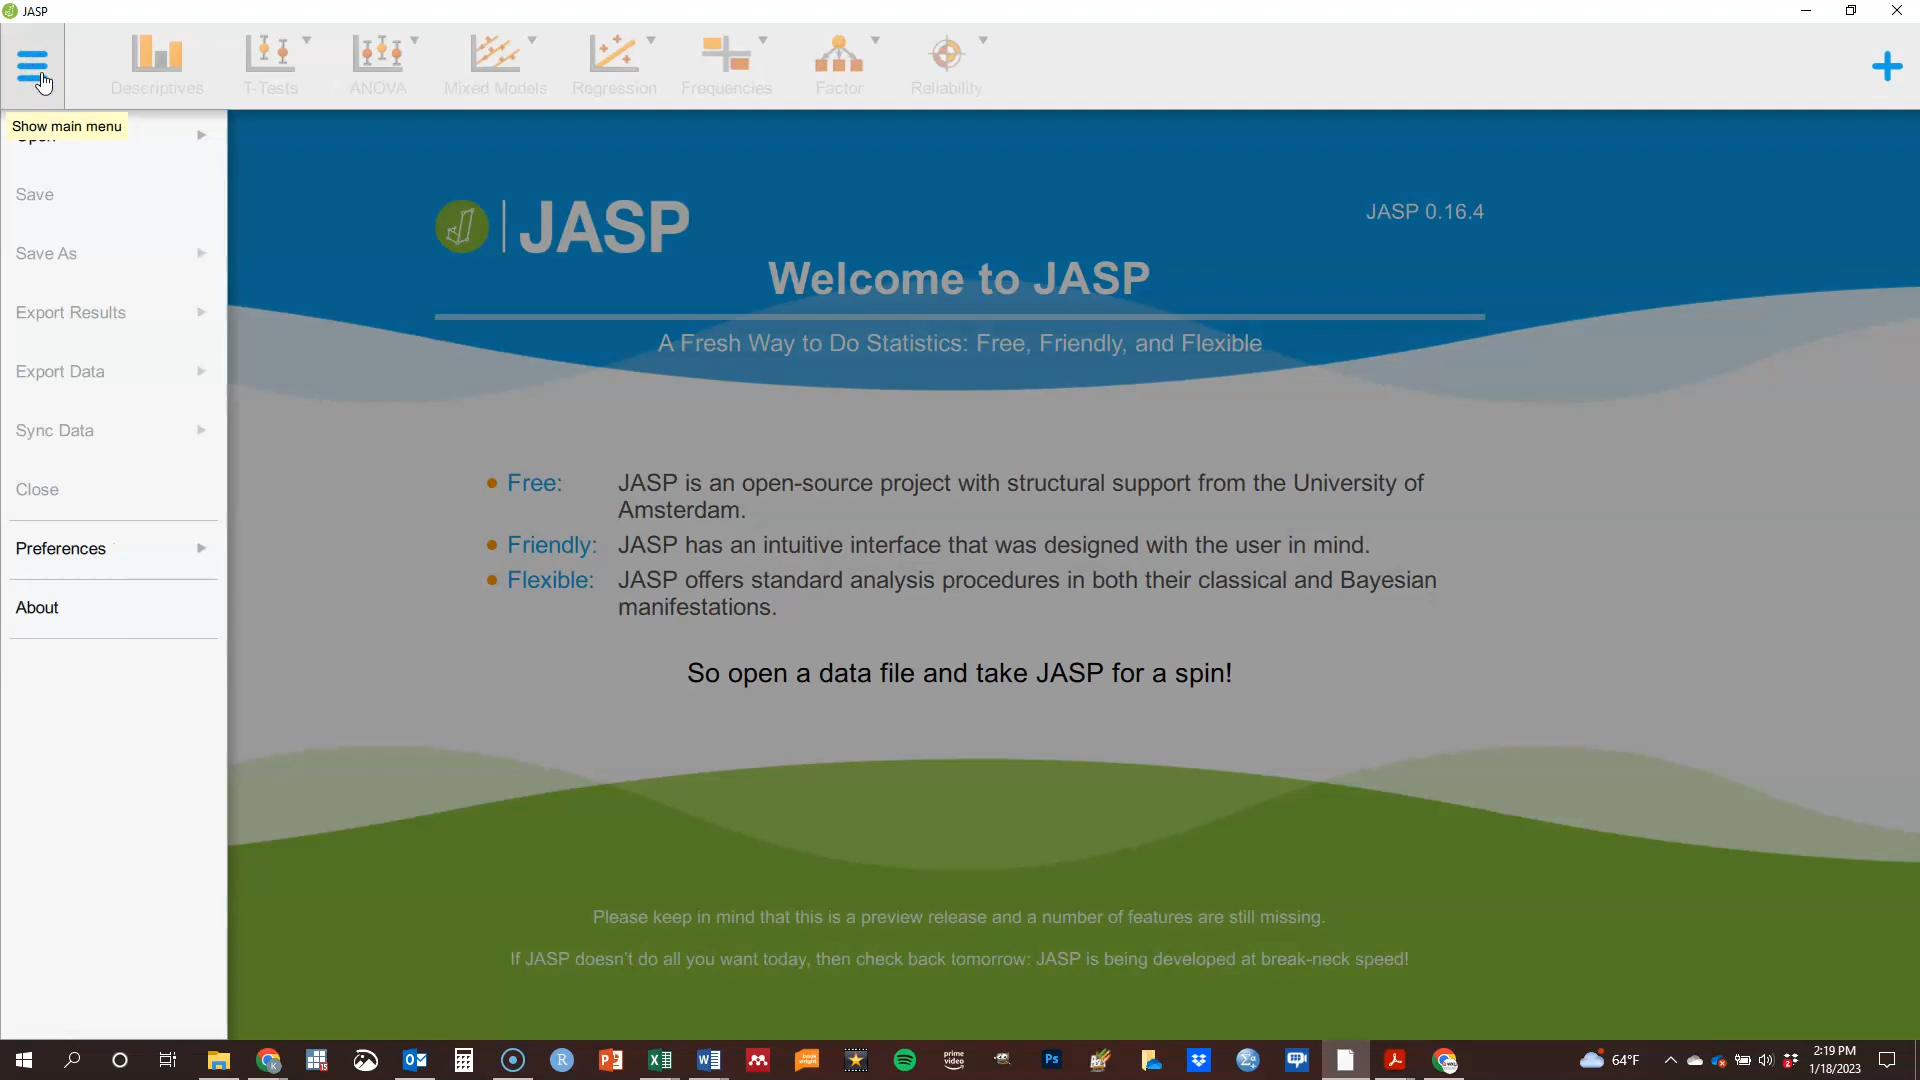 JASP
Descriptives
T-Tests
ANOVA
Mixed Models
Regression
Frequencies
Factor
Reliability
Show main menu
Open
Save
Save As
Export Results
Export Data
Sync Data
Close
Preferences
About
JASP
JASP 0.16.4
Welcome to JASP
A Fresh Way to Do Statistics: Free, Friendly, and Flexible
Free: JASP is an open-source project with structural support from the University of
Amsterdam.
Friendly: JASP has an intuitive interface that was designed with the user in mind.
Flexible: JASP offers standard analysis procedures in both their classical and Bayesian
manifestations.
So open a data file and take JASP for a spin!
Please keep in mind that this is a preview release and a number of features are still missing.
If JASP doesn't do all you want today, then check back tomorrow: JASP is being developed at break-neck speed!
prime
video
Ps
64°F
2:19 PM
1/18/2023